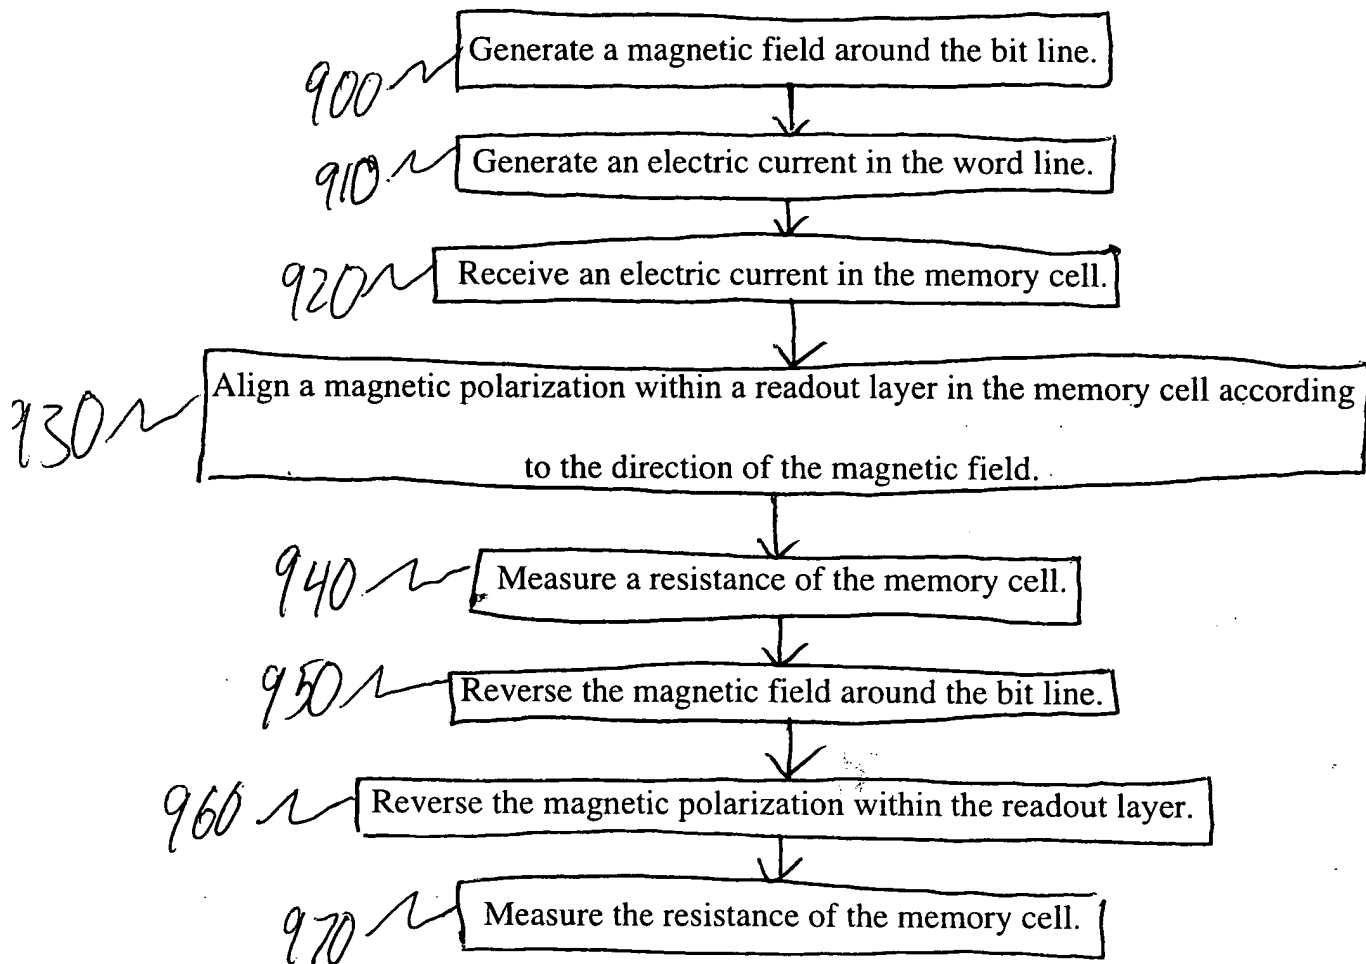 Generate a magnetic field around the bit line.
900
Generate an electric current in the word line.
910
Receive an electric current in the memory cell.
920
Align a magnetic polarization within a readout layer in the memory cell according
to the direction of the magnetic field.
930
Measure a resistance of the memory cell.
940
Reverse the magnetic field around the bit line.
950
Reverse the magnetic polarization within the readout layer.
960
Measure the resistance of the memory cell.
970